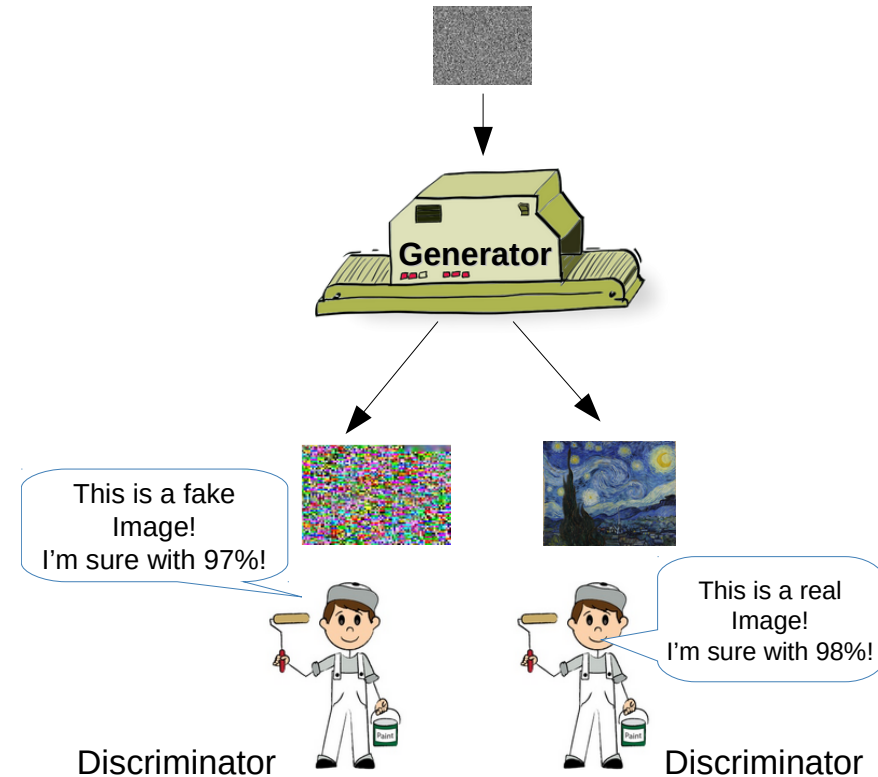 Generator
This is a fake
Image!
I'm sure with 97%!
This is a real
Image!
I'm sure with 98%!
Paint
Paint
Discriminator
Discriminator